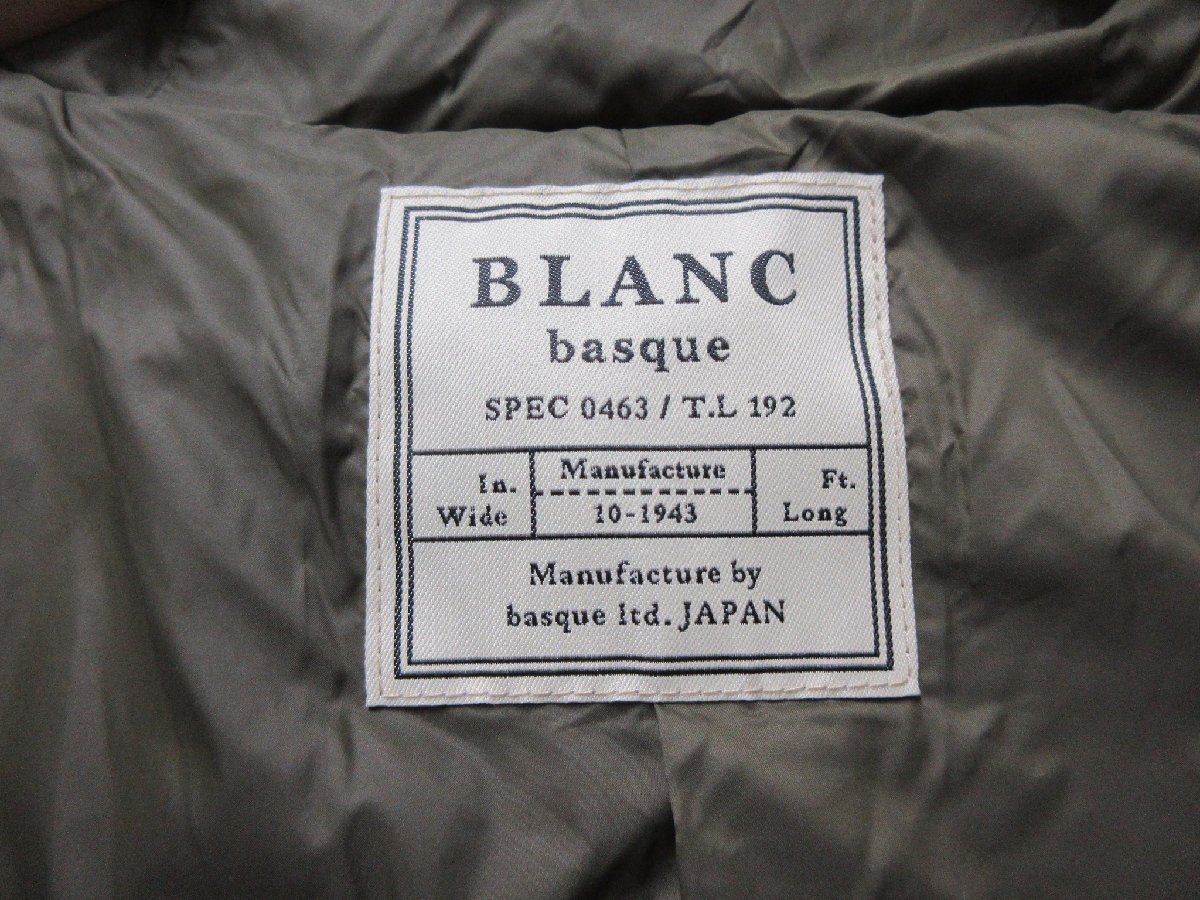 BLANC
basque
SPEC 0463 / T.L 192
In.
Wide
Manufacture
10-1943
Ft.
Long
Manufacture by
basque ltd. JAPAN